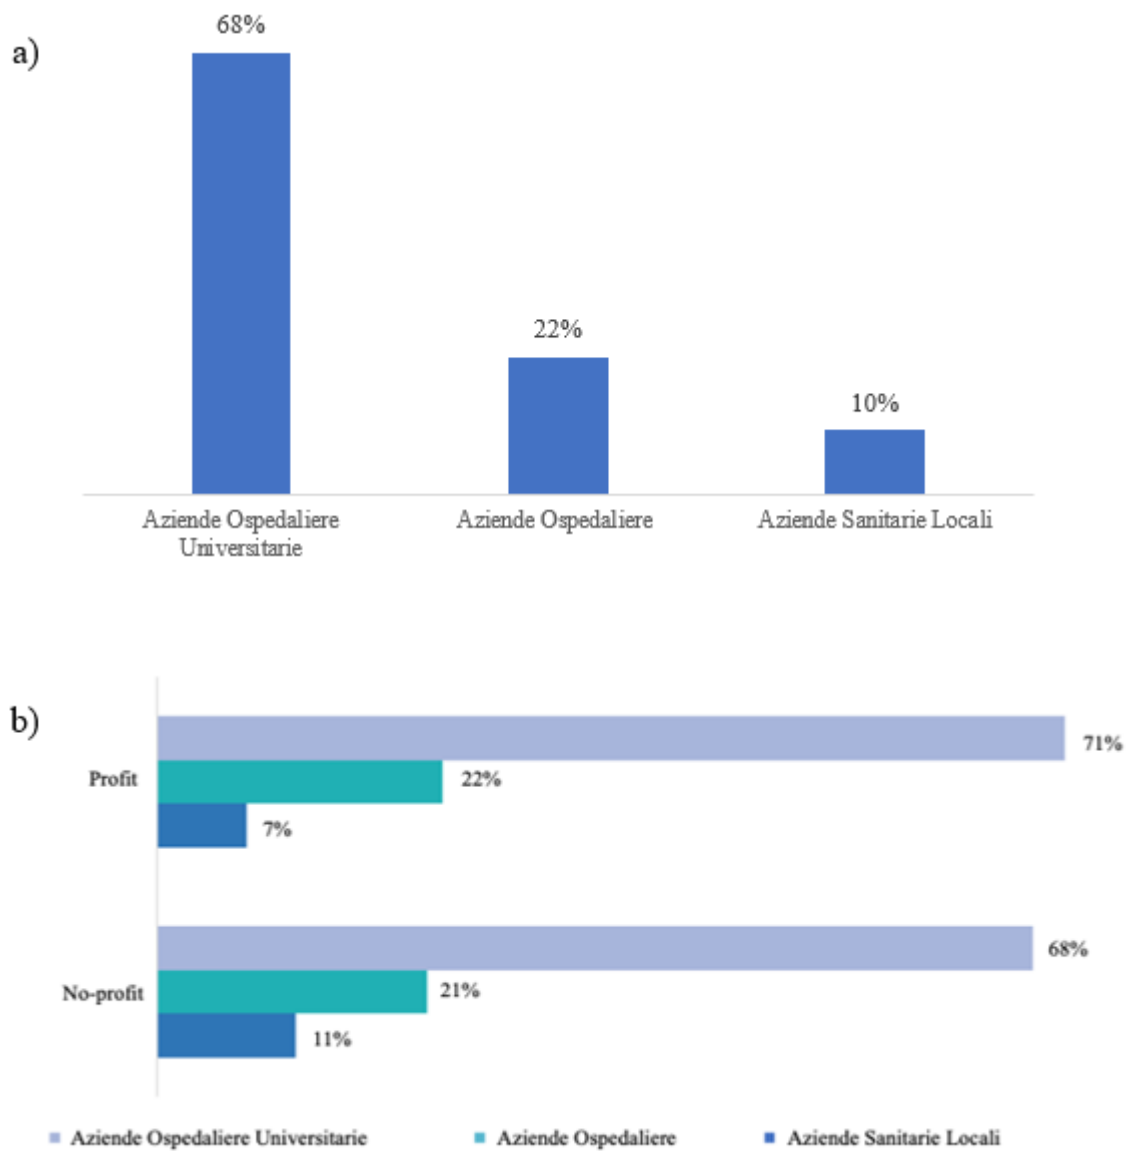 a)
68%
22%
10%
Aziende Ospedaliere
Universitarie
Aziende Ospedaliere
Aziende Sanitarie Locali
b)
Profit
71%
22%
7%
No-profit
68%
21%
11%
Aziende Ospedaliere Universitarie
Aziende Ospedaliere
Aziende Sanitarie Locali